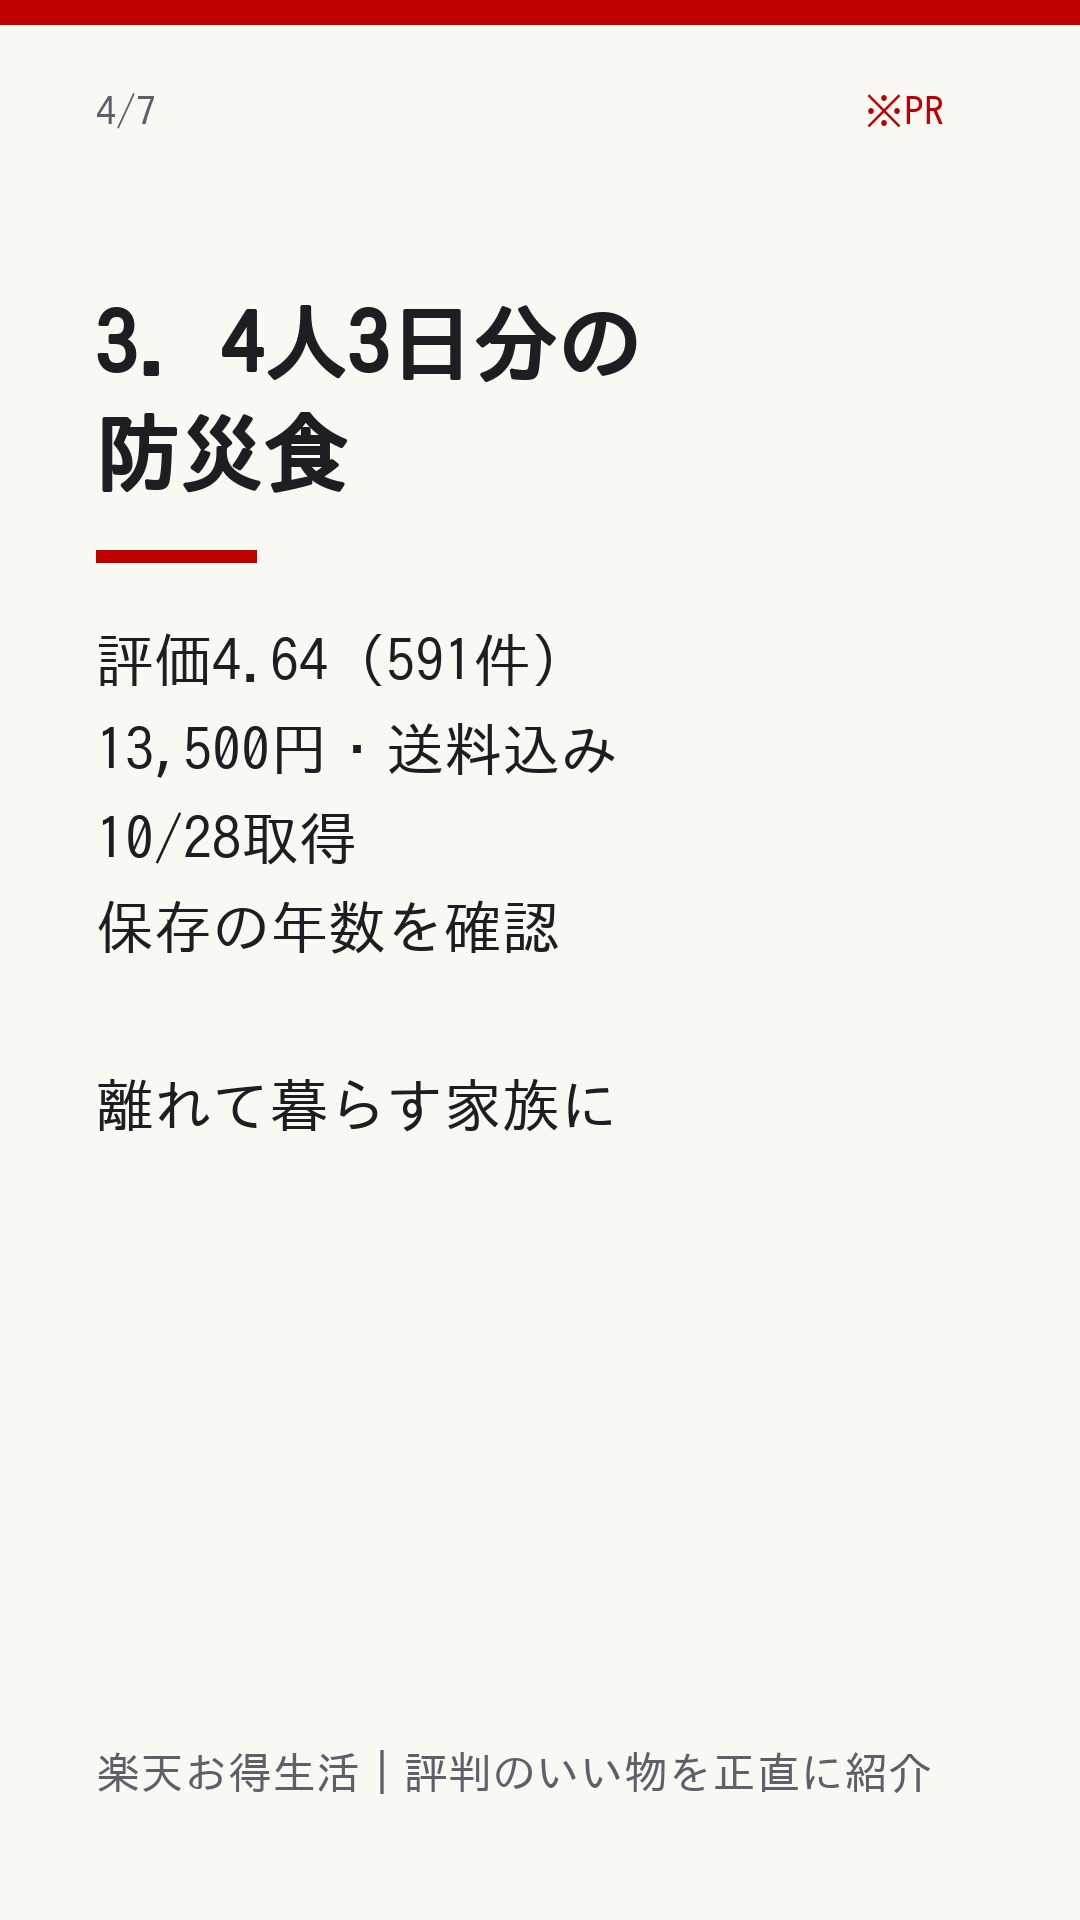 4/7
※PR
3. 4人3日分の
防災食
評価4.64（591件）
13,500円・送料込み
10/28取得
保存の年数を確認
離れて暮らす家族に
楽天お得生活｜評判のいい物を正直に紹介